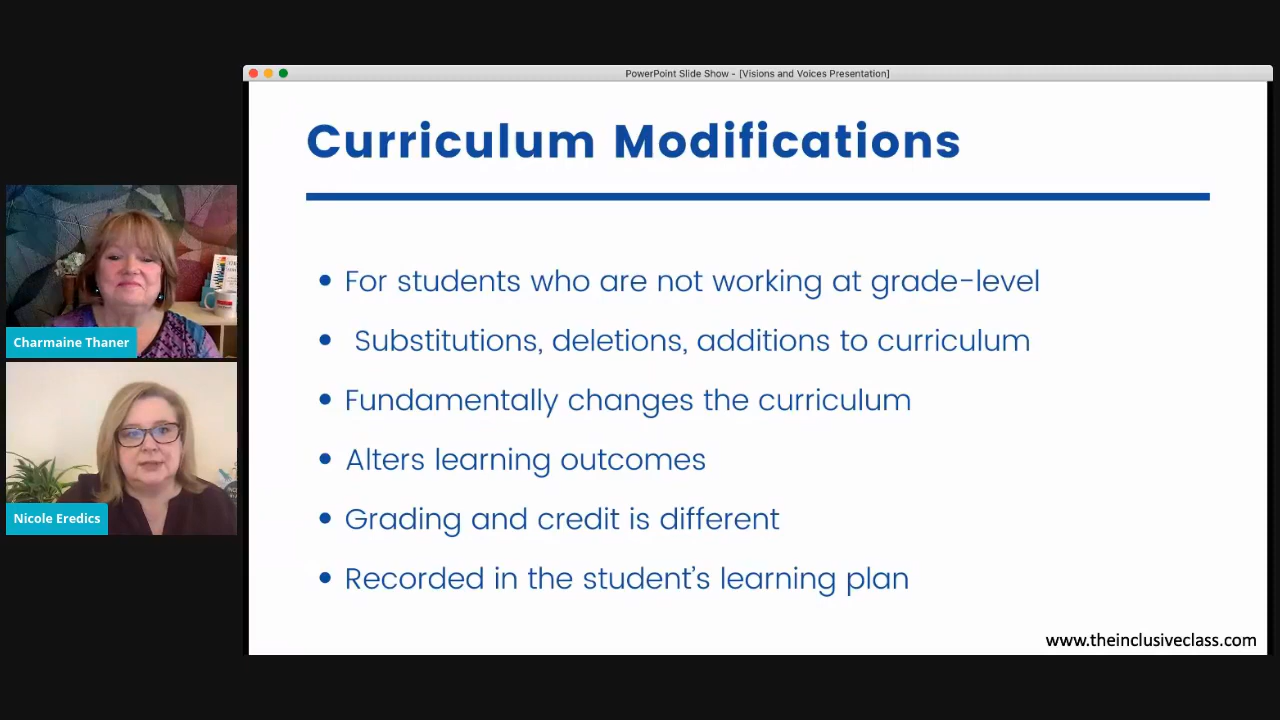 PowerPoint Slide Show - [Visions and Voices Presentation]
Curriculum Modifications
• For students who are not working at grade-level
• Substitutions, deletions, additions to curriculum
• Fundamentally changes the curriculum
• Alters learning outcomes
• Grading and credit is different
• Recorded in the student's learning plan
www.theinclusiveclass.com
Charmaine Thaner
Nicole Eredics